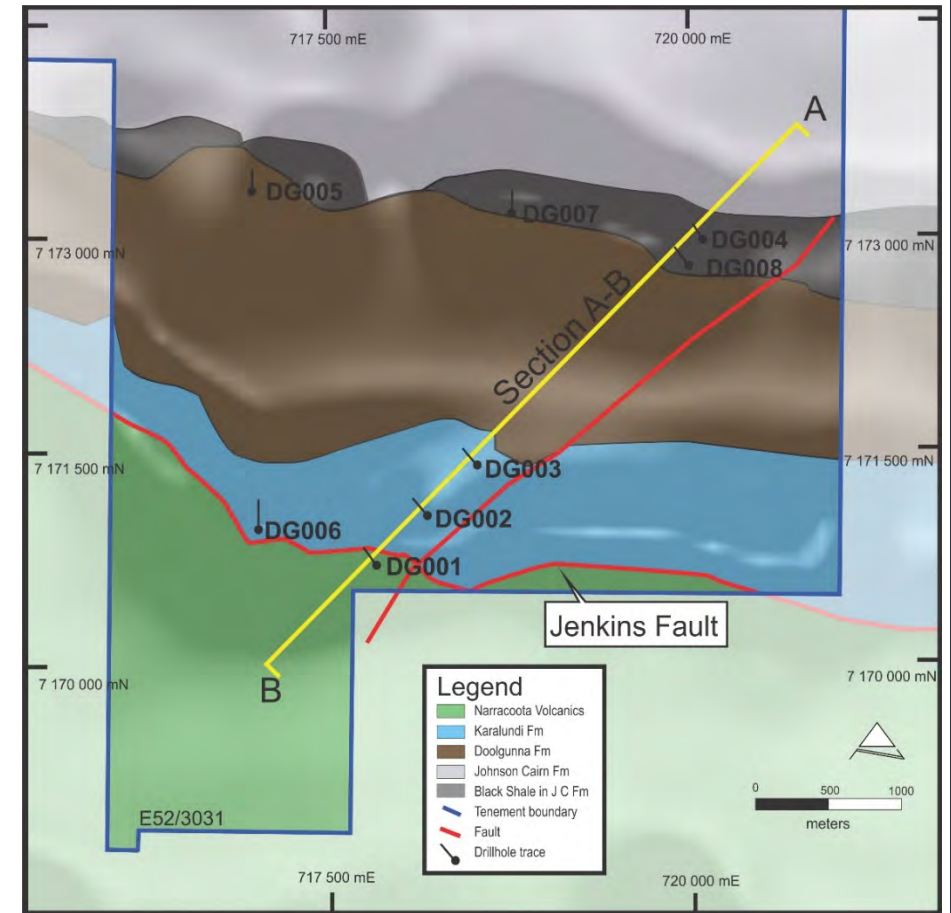 717 500 mE
720 000 mE
A
DG005
DG007
DG004
7 173 000 mN
7 173 000 mN
DG008
Section A-B
7 171 500 mN
DG003
7 171 500 mN
DG002
DG006
DG001
Jenkins Fault
B
7 170 000 mN
7 170 000 mN
Legend
Narracoota Volcanics
Karalundi Fm
Doolgunna Fm
Johnson Cairn Fm
Black Shale in J C Fm
Tenement boundary
Fault
Drillhole trace
0 500 1000
meters
E52/3031
717 500 mE
720 000 mE